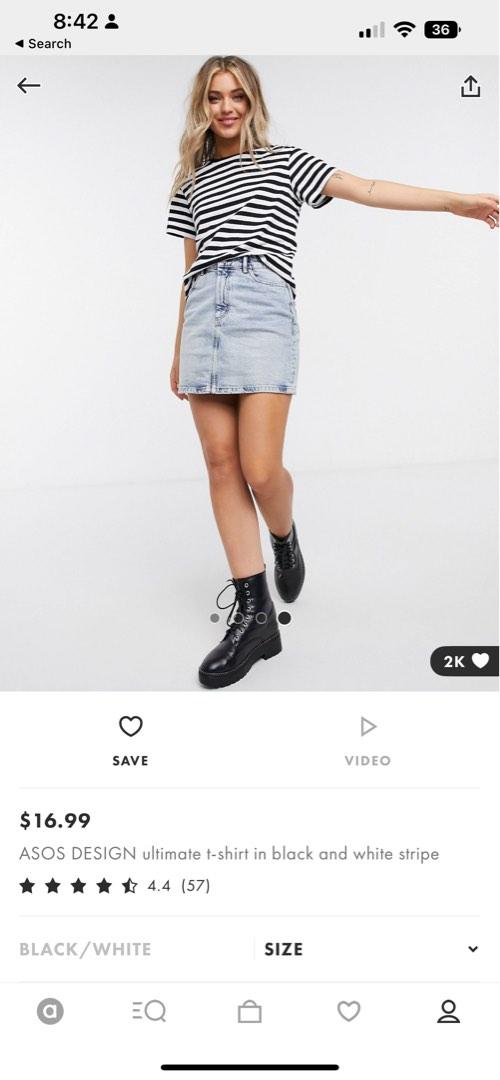 8:42
36
◀ Search
2K
SAVE
VIDEO
$16.99
ASOS DESIGN ultimate t-shirt in black and white stripe
4.4 (57)
BLACK/WHITE
SIZE
a